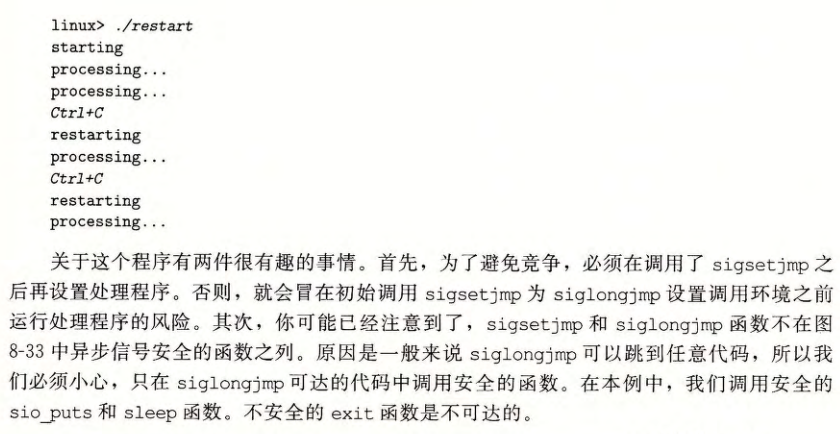 linux> ./restart
starting
processing...
processing...
Ctrl+C
restarting
processing...
Ctrl+C
restarting
processing...
关于这个程序有两件很有趣的事情。首先，为了避免竞争，必须在调用了 sigsetjmp 之
后再设置处理程序。否则，就会冒在初始调用 sigsetjmp 为 siglongjmp 设置调用环境之前
运行处理程序的风险。其次，你可能已经注意到了，sigsetjmp 和 siglongjmp 函数不在图
8-33 中异步信号安全的函数之列。原因是一般来说 siglongjmp 可以跳到任意代码，所以我
们必须小心，只在 siglongjmp 可达的代码中调用安全的函数。在本例中，我们调用安全的
sio_puts 和 sleep 函数。不安全的 exit 函数是不可达的。